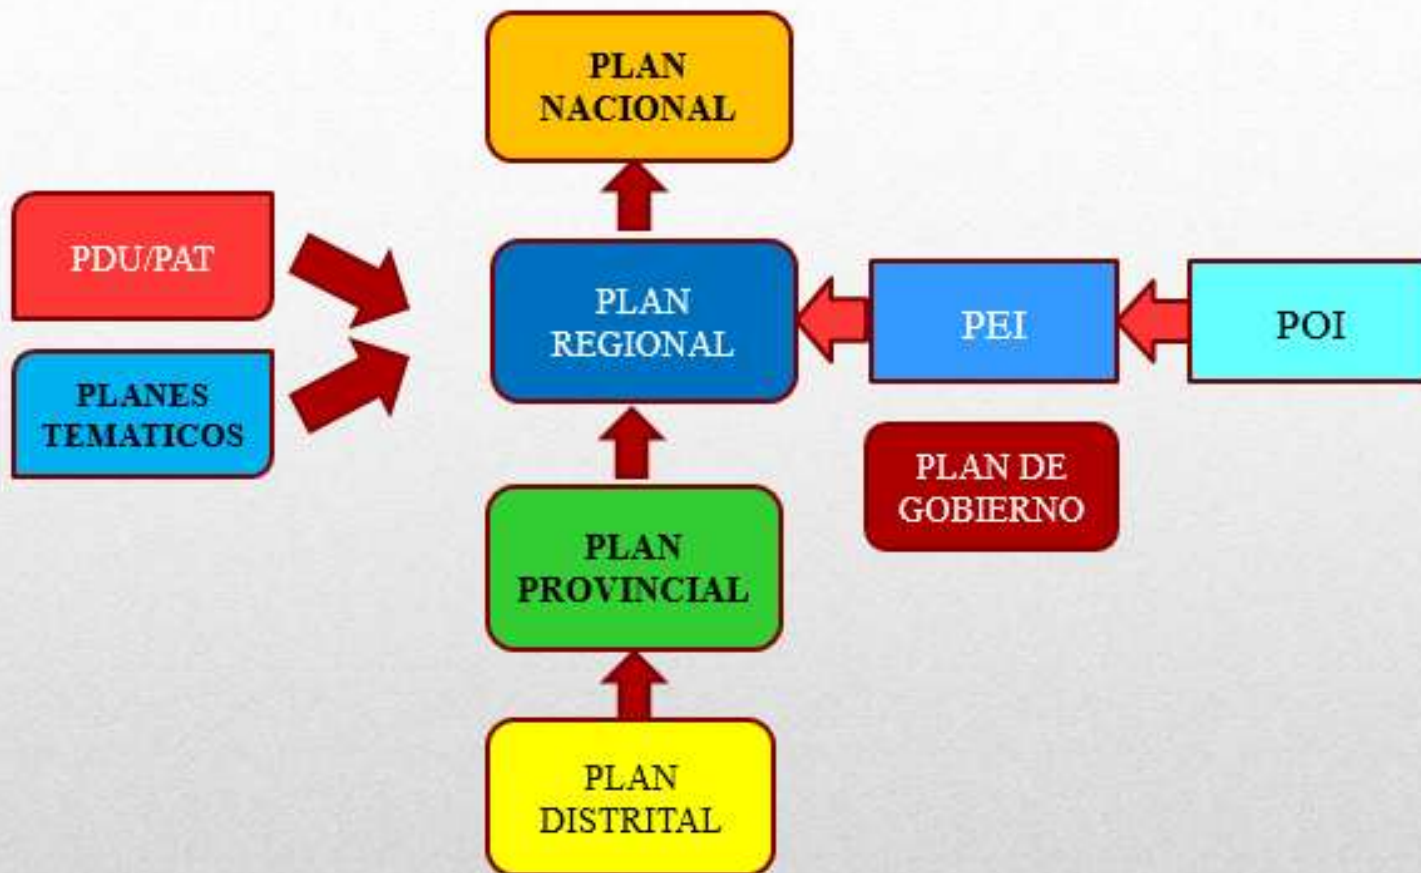 PLAN
NACIONAL
PDU/PAT
PLANES
TEMATICOS
PLAN
REGIONAL
PEI
POI
PLAN DE
GOBIERNO
PLAN
PROVINCIAL
PLAN
DISTRITAL